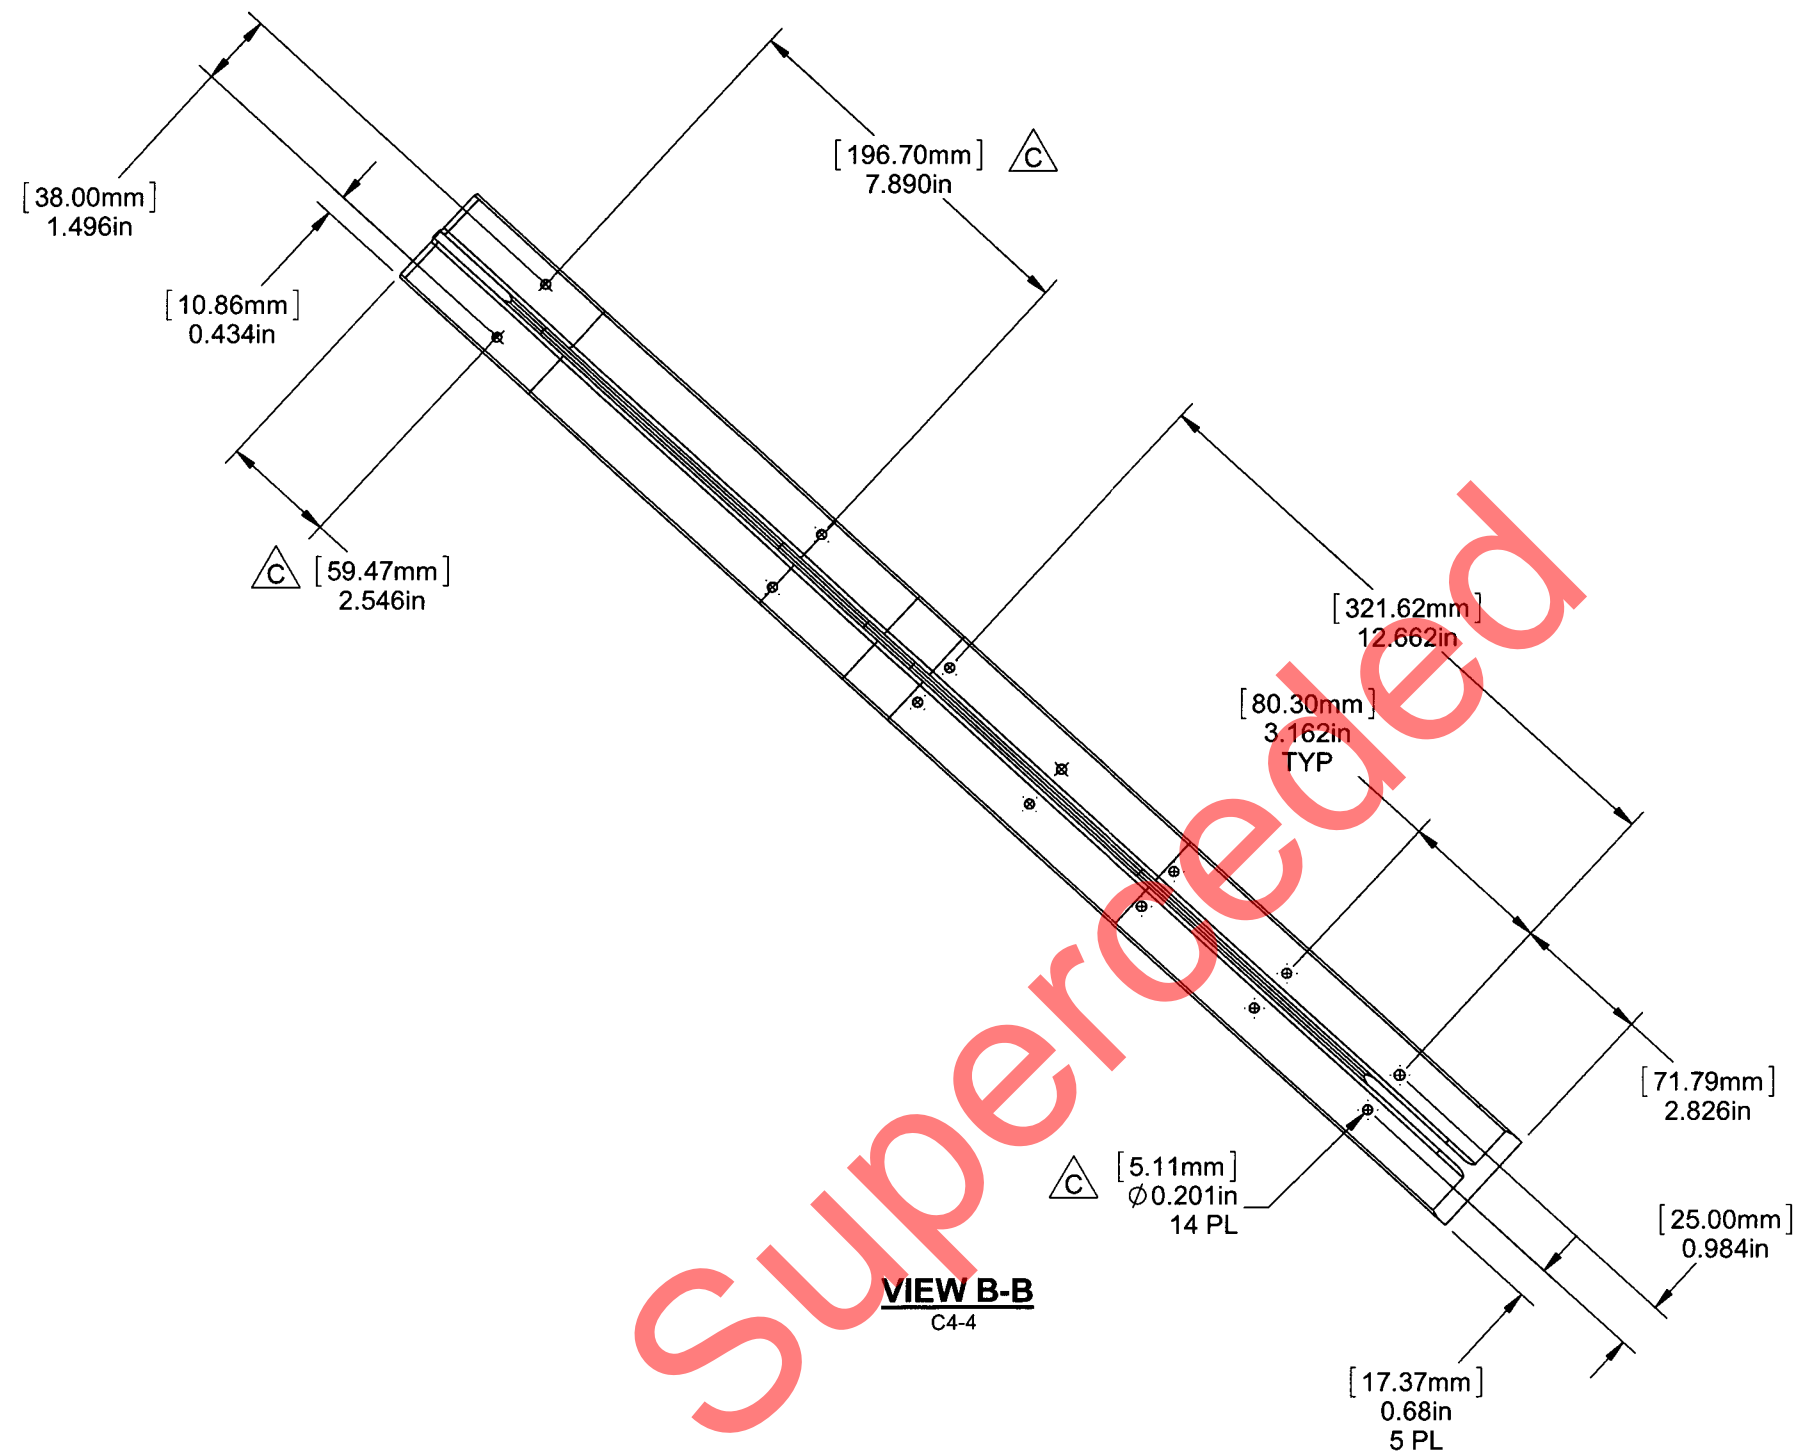 [196.70mm] C
7.890in
[38.00mm]
1.496in
[10.86mm]
0.434in
C [59.47mm]
2.546in
[321.62mm]
12.662in
[80.30mm]
3.162in
TYP
[71.79mm]
2.826in
C [5.11mm]
Ø0.201in
14 PL
[25.00mm]
0.984in
VIEW B-B
C4-4
[17.37mm]
0.68in
5 PL
Superceded